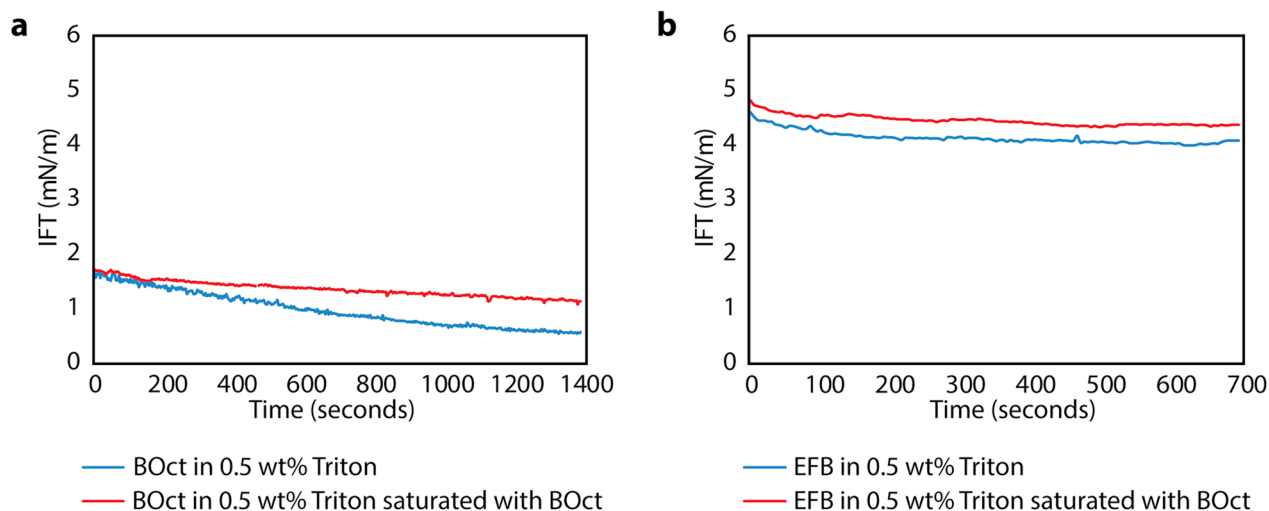 a
6
5
4
3
2
1
0
IFT (mN/m)
0 200 400 600 800 1000 1200 1400
Time (seconds)
BOct in 0.5 wt% Triton
BOct in 0.5 wt% Triton saturated with BOct
b
6
5
4
3
2
1
0
IFT (mN/m)
0 100 200 300 400 500 600 700
Time (seconds)
EFB in 0.5 wt% Triton
EFB in 0.5 wt% Triton saturated with BOct